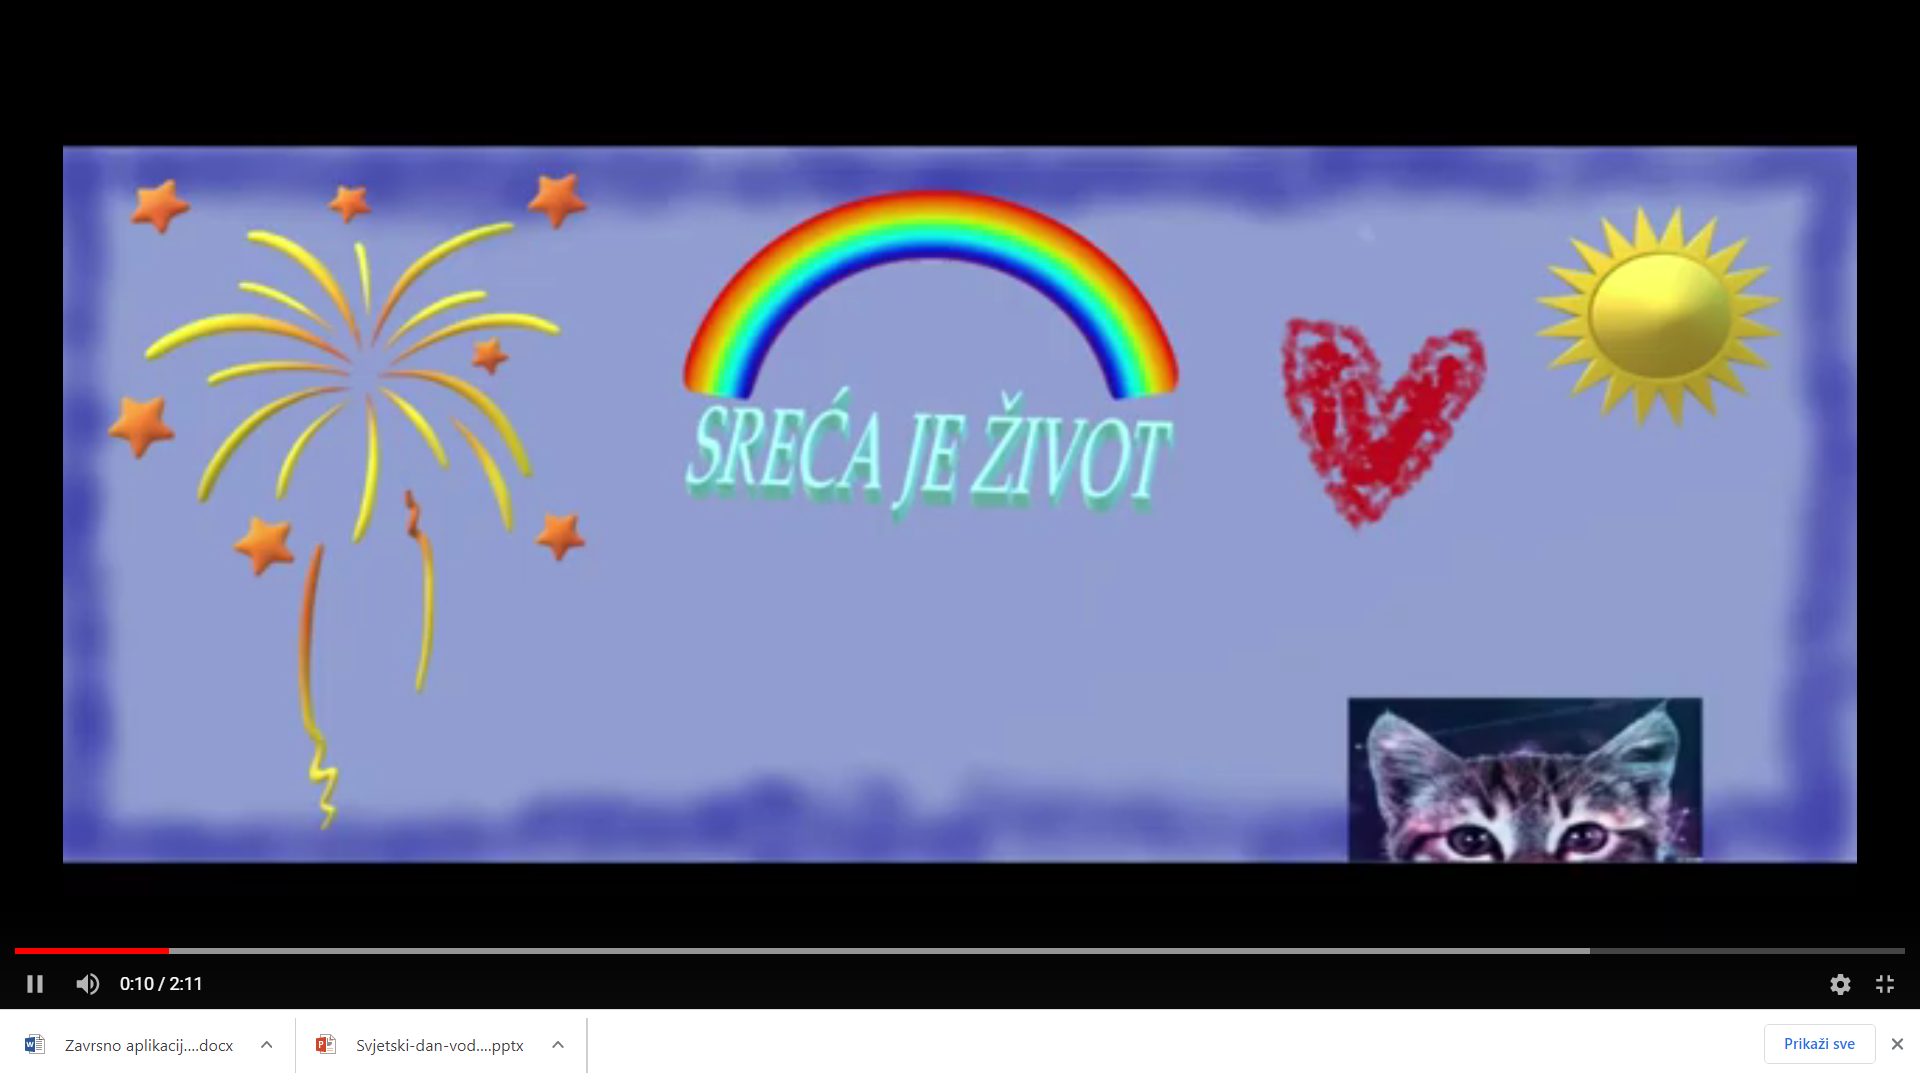 SREĆA JE ŽIVOT
0:10 / 2:11
Zavrsno aplikacij....docx
Svjetski-dan-vod....pptx
Prikaži sve